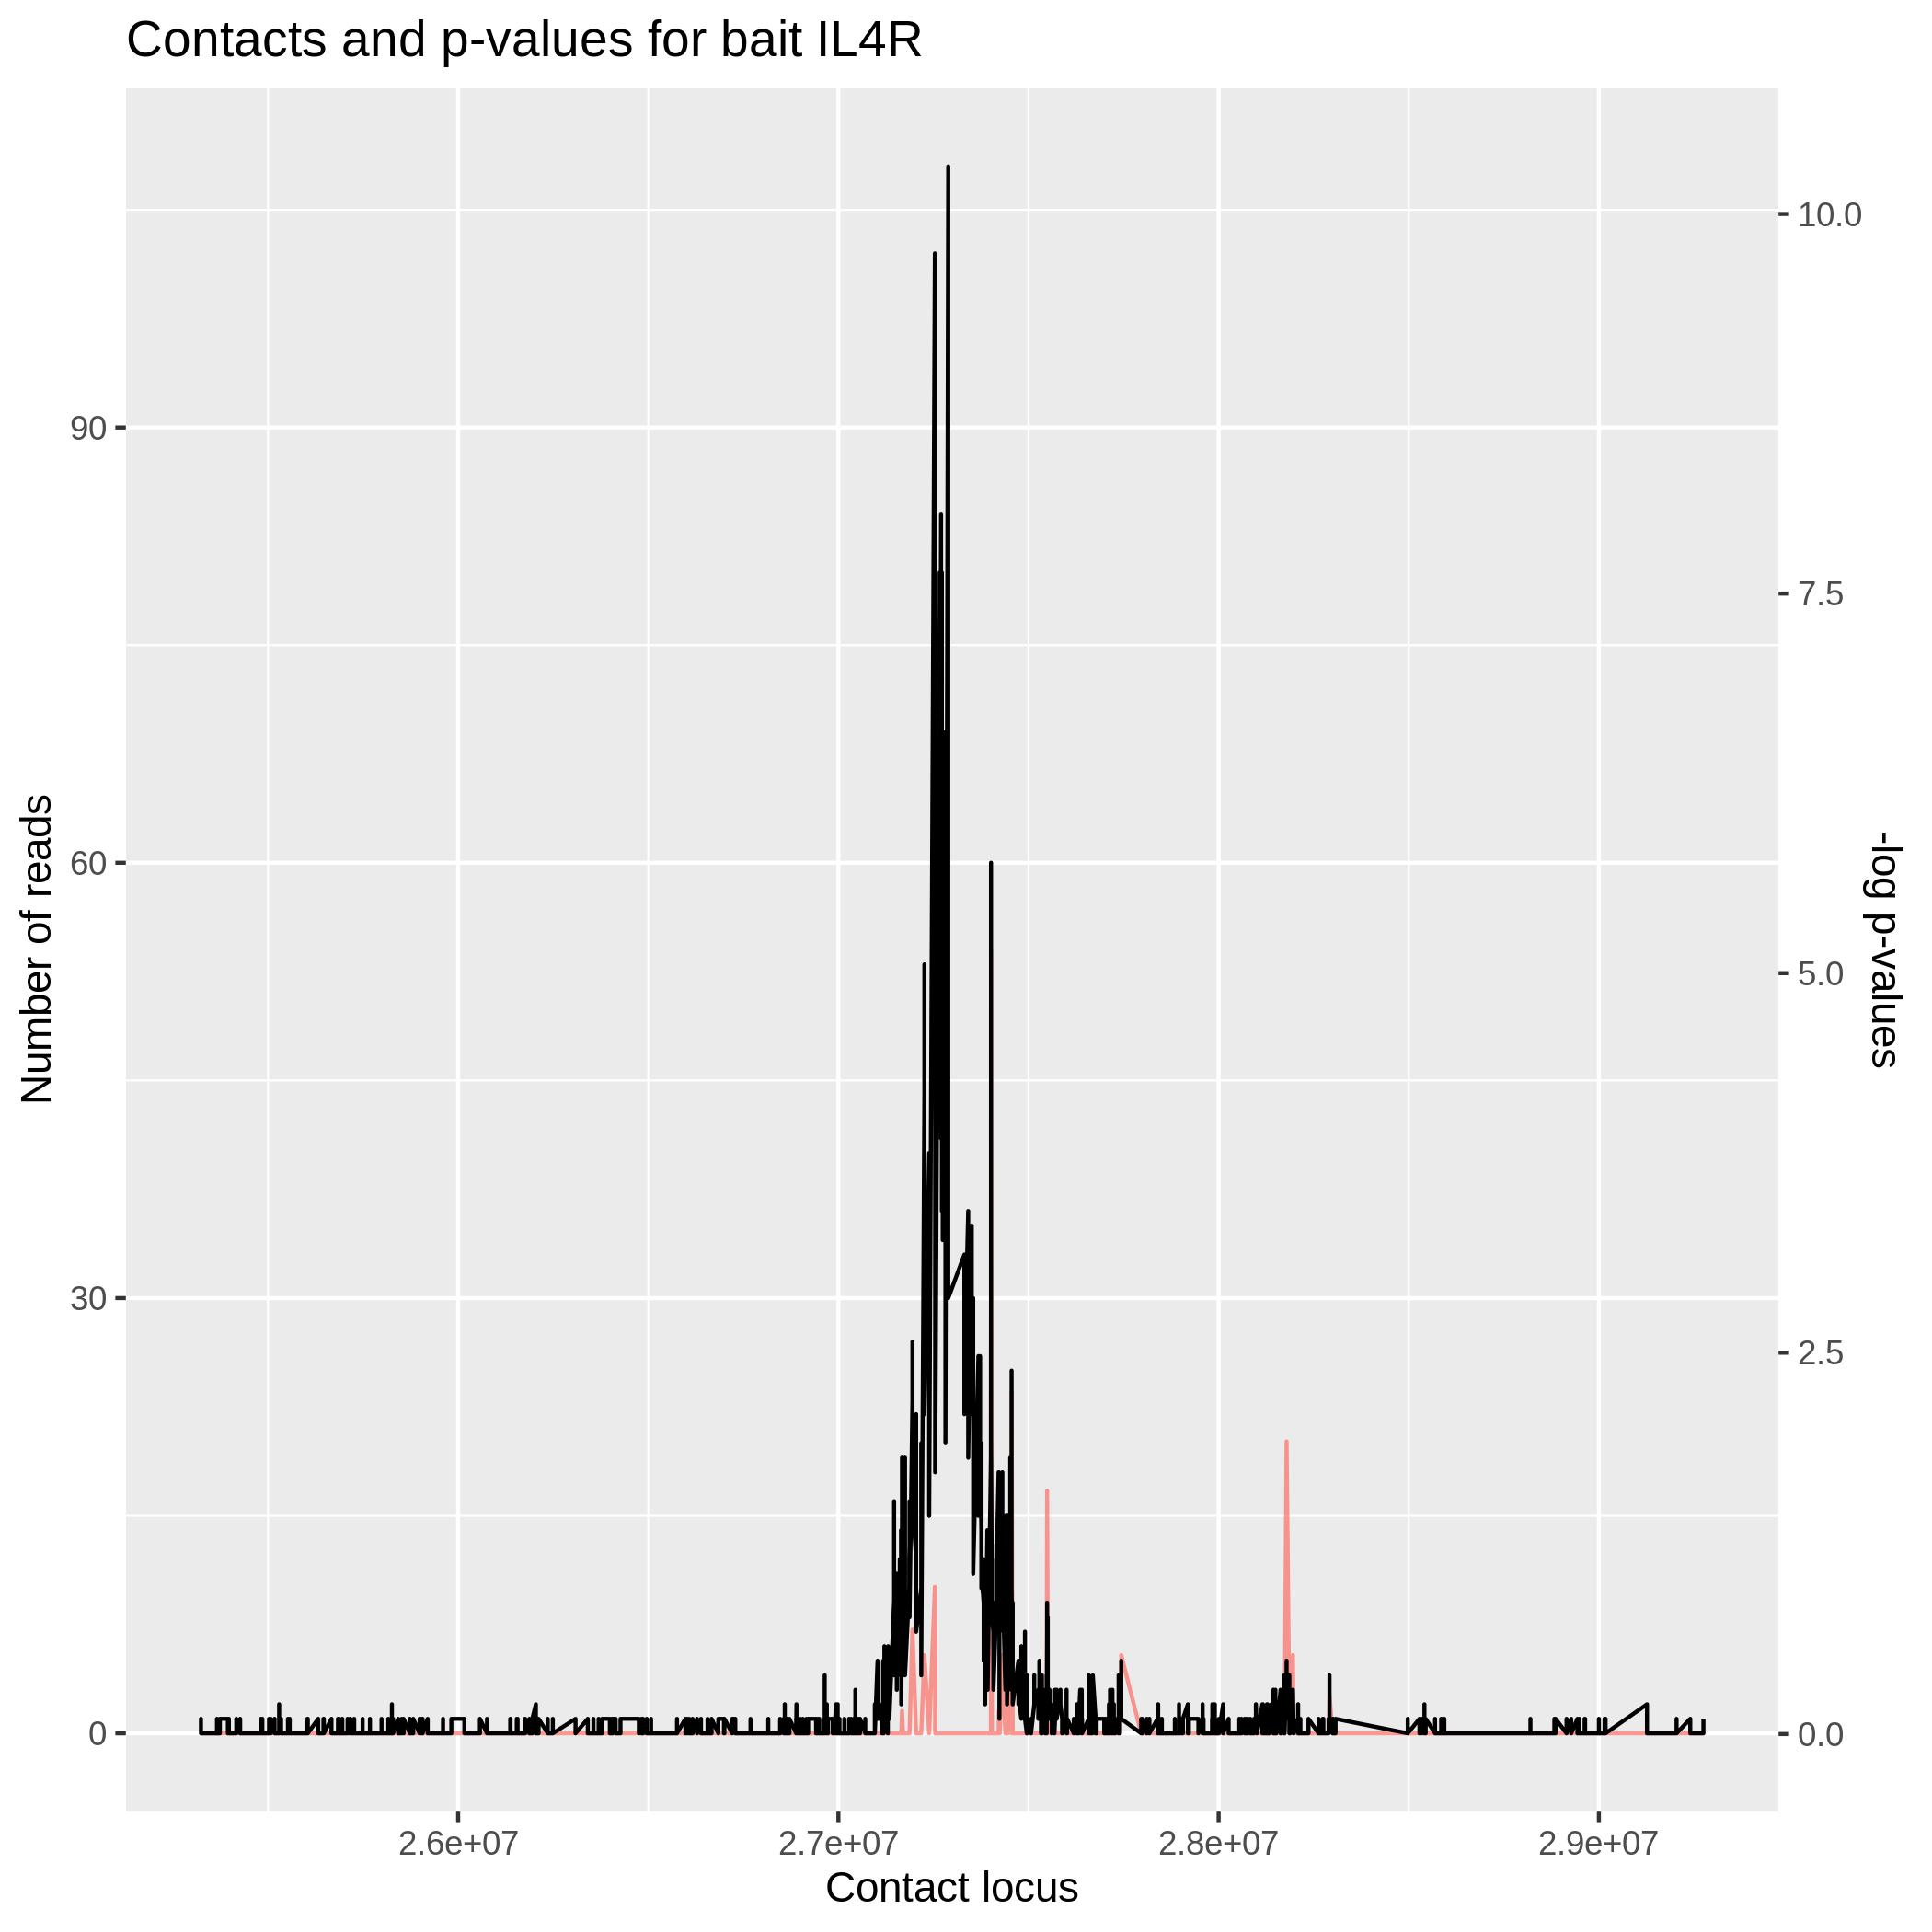 Contacts and p-values for bait IL4R
Number of reads
90
60
30
0
10.0
7.5
5.0
2.5
0.0
-log p-values
2.6e+07
2.7e+07
2.8e+07
2.9e+07
Contact locus